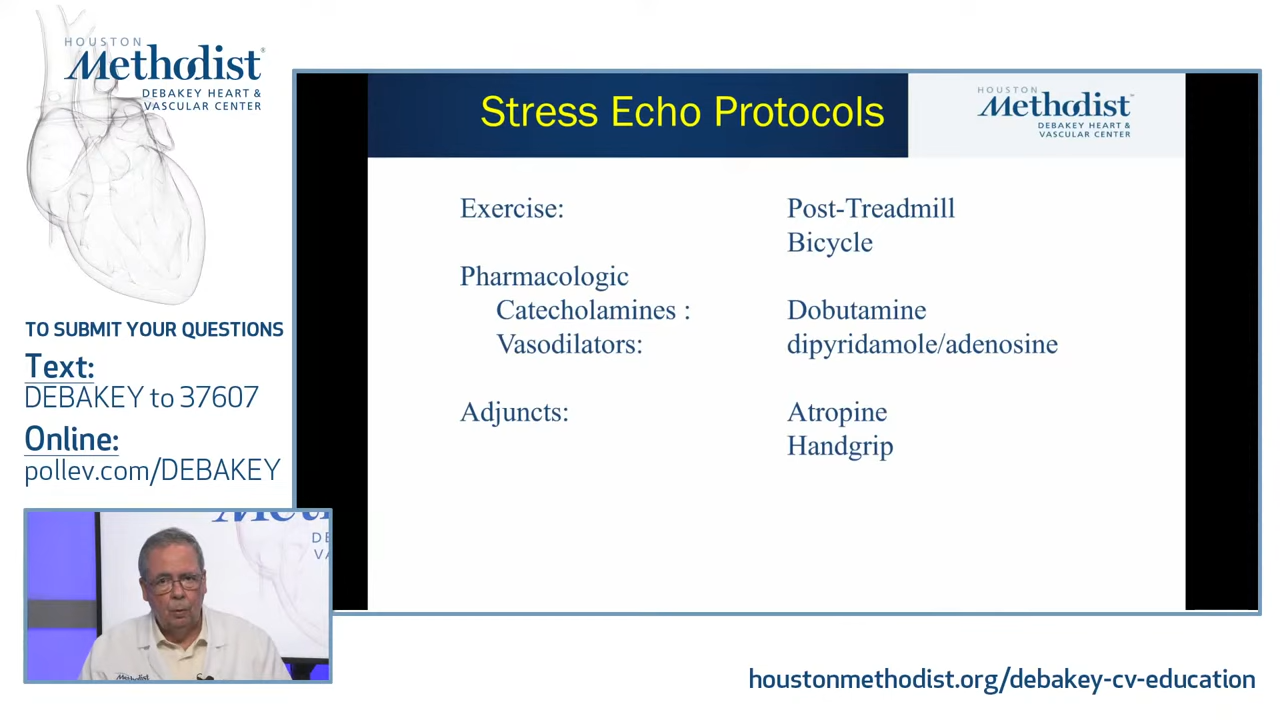 HOUSTON
Methodist®
DEBAKEY HEART &
VASCULAR CENTER
TO SUBMIT YOUR QUESTIONS
Text:
DEBAKEY to 37607
Online:
pollev.com/DEBAKEY
Stress Echo Protocols
HOUSTON
Methodist
DEBAKEY HEART &
VASCULAR CENTER
Exercise: Post-Treadmill
Bicycle
Pharmacologic
Catecholamines : Dobutamine
Vasodilators: dipyridamole/adenosine
Adjuncts: Atropine
Handgrip
Methodist
houstonmethodist.org/debakey-cv-education